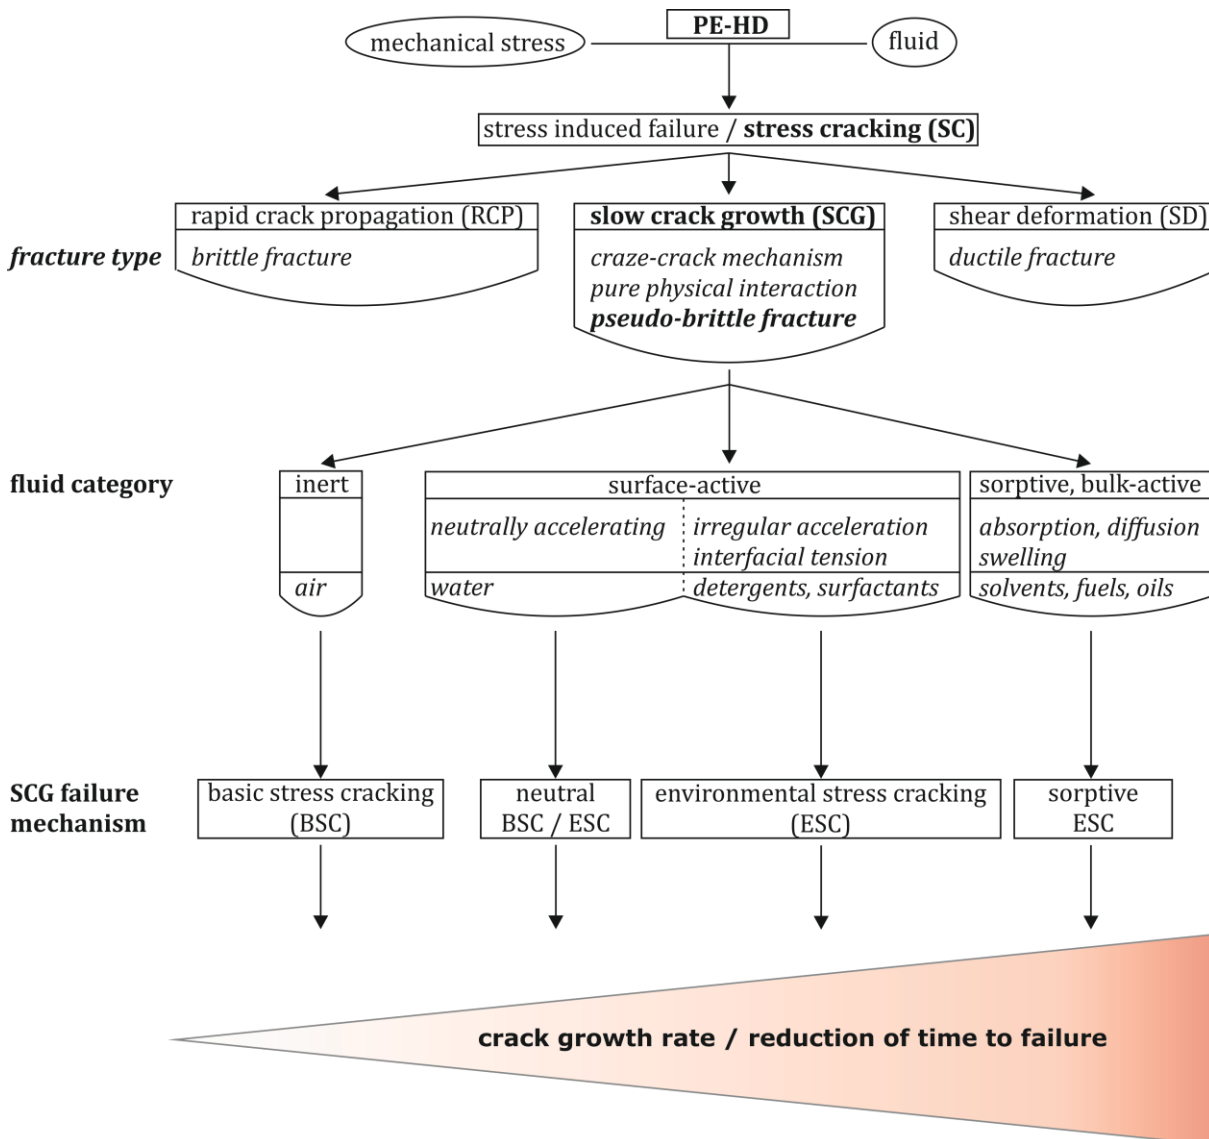 PE-HD
mechanical stress
fluid
stress induced failure / stress cracking (SC)
rapid crack propagation (RCP)
slow crack growth (SCG)
shear deformation (SD)
fracture type
brittle fracture
craze-crack mechanism
pure physical interaction
pseudo-brittle fracture
ductile fracture
fluid category
inert
surface-active
sorptive, bulk-active
neutrally accelerating
irregular acceleration
interfacial tension
absorption, diffusion
swelling
air
water
detergents, surfactants
solvents, fuels, oils
SCG failure
mechanism
basic stress cracking
(BSC)
neutral
BSC / ESC
environmental stress cracking
(ESC)
sorptive
ESC
crack growth rate / reduction of time to failure